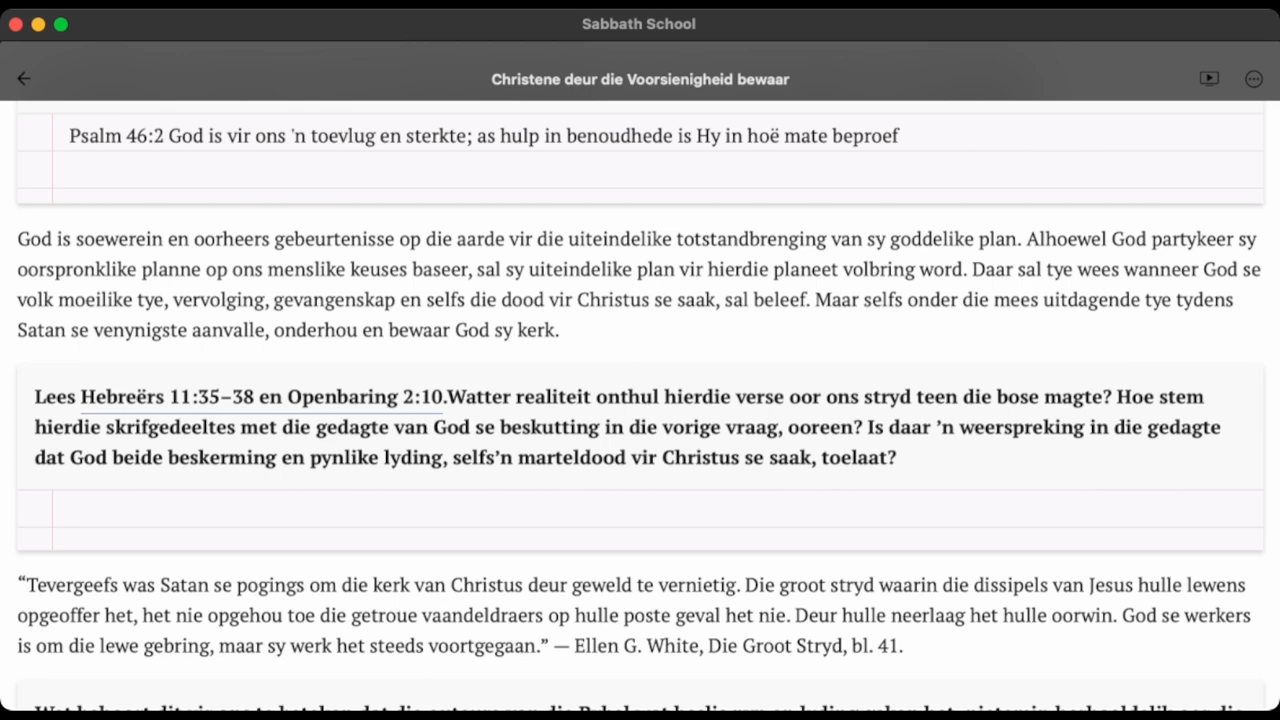 Sabbath School
Christene deur die Voorsienigheid bewaar
Psalm 46:2 God is vir ons 'n toevlug en sterkte; as hulp in benoudhede is Hy in hoë mate beproef
God is soewerein en oorheers gebeurtenisse op die aarde vir die uiteindelike totstandbrenging van sy goddelike plan. Alhoewel God partykeer sy
oorspronklike planne op ons menslike keuses baseer, sal sy uiteindelike plan vir hierdie planeet volbring word. Daar sal tye wees wanneer God se
volk moeilike tye, vervolging, gevangenskap en selfs die dood vir Christus se saak, sal beleef. Maar selfs onder die mees uitdagende tye tydens
Satan se venynigste aanvalle, onderhou en bewaar God sy kerk.
Lees Hebreërs 11:35–38 en Openbaring 2:10.Watter realiteit onthul hierdie verse oor ons stryd teen die bose magte? Hoe stem
hierdie skrifgedeeltes met die gedagte van God se beskutting in die vorige vraag, ooreen? Is daar ’n weerspreking in die gedagte
dat God beide beskerming en pynlike lyding, selfs’n marteldood vir Christus se saak, toelaat?
“Tevergeefs was Satan se pogings om die kerk van Christus deur geweld te vernietig. Die groot stryd waarin die dissipels van Jesus hulle lewens
opgeoffer het, het nie opgehou toe die getroue vaandeldraers op hulle poste geval het nie. Deur hulle neerlaag het hulle oorwin. God se werkers
is om die lewe gebring, maar sy werk het steeds voortgegaan.” — Ellen G. White, Die Groot Stryd, bl. 41.